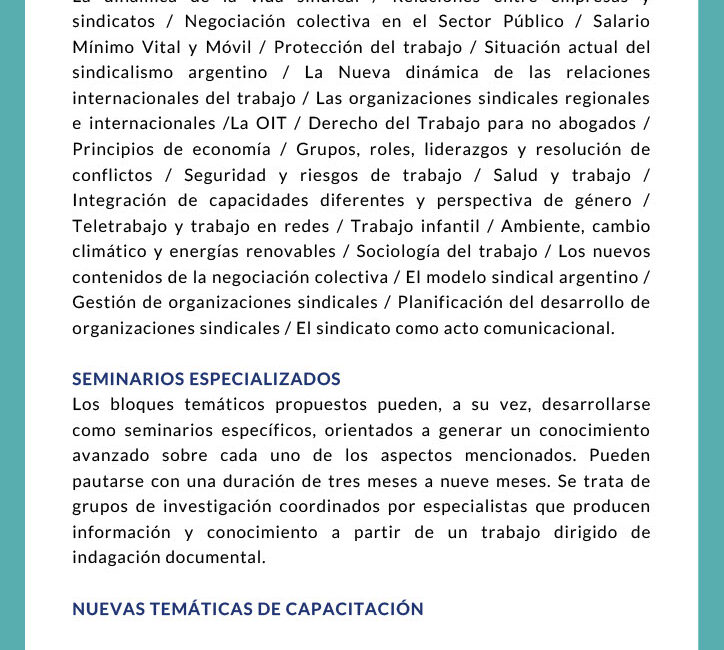 La dinámica de la vida sindical / Relaciones entre empresas y
sindicatos / Negociación colectiva en el Sector Público / Salario
Mínimo Vital y Móvil / Protección del trabajo / Situación actual del
sindicalismo argentino / La Nueva dinámica de las relaciones
internacionales del trabajo / Las organizaciones sindicales regionales
e internacionales /La OIT / Derecho del Trabajo para no abogados /
Principios de economía / Grupos, roles, liderazgos y resolución de
conflictos / Seguridad y riesgos de trabajo / Salud y trabajo /
Integración de capacidades diferentes y perspectiva de género /
Teletrabajo y trabajo en redes / Trabajo infantil / Ambiente, cambio
climático y energías renovables / Sociología del trabajo / Los nuevos
contenidos de la negociación colectiva / El modelo sindical argentino /
Gestión de organizaciones sindicales / Planificación del desarrollo de
organizaciones sindicales / El sindicato como acto comunicacional.
SEMINARIOS ESPECIALIZADOS
Los bloques temáticos propuestos pueden, a su vez, desarrollarse
como seminarios específicos, orientados a generar un conocimiento
avanzado sobre cada uno de los aspectos mencionados. Pueden
pautarse con una duración de tres meses a nueve meses. Se trata de
grupos de investigación coordinados por especialistas que producen
información y conocimiento a partir de un trabajo dirigido de
indagación documental.
NUEVAS TEMÁTICAS DE CAPACITACIÓN